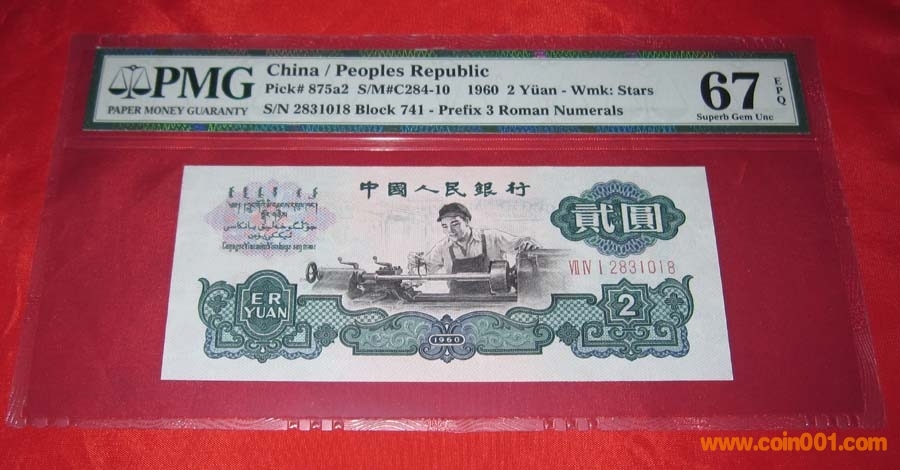 PMG
PAPER MONEY GUARANTY
China / Peoples Republic
Pick# 875a2 S/M#C284-10 1960 2 Yüan - Wmk: Stars
S/N 2831018 Block 741 - Prefix 3 Roman Numerals
67
EPQ
Superb Gem Unc
中國人民銀行
貳圓
VII IV I 2831018
ER
YUAN
2
1960
www.coin001.com